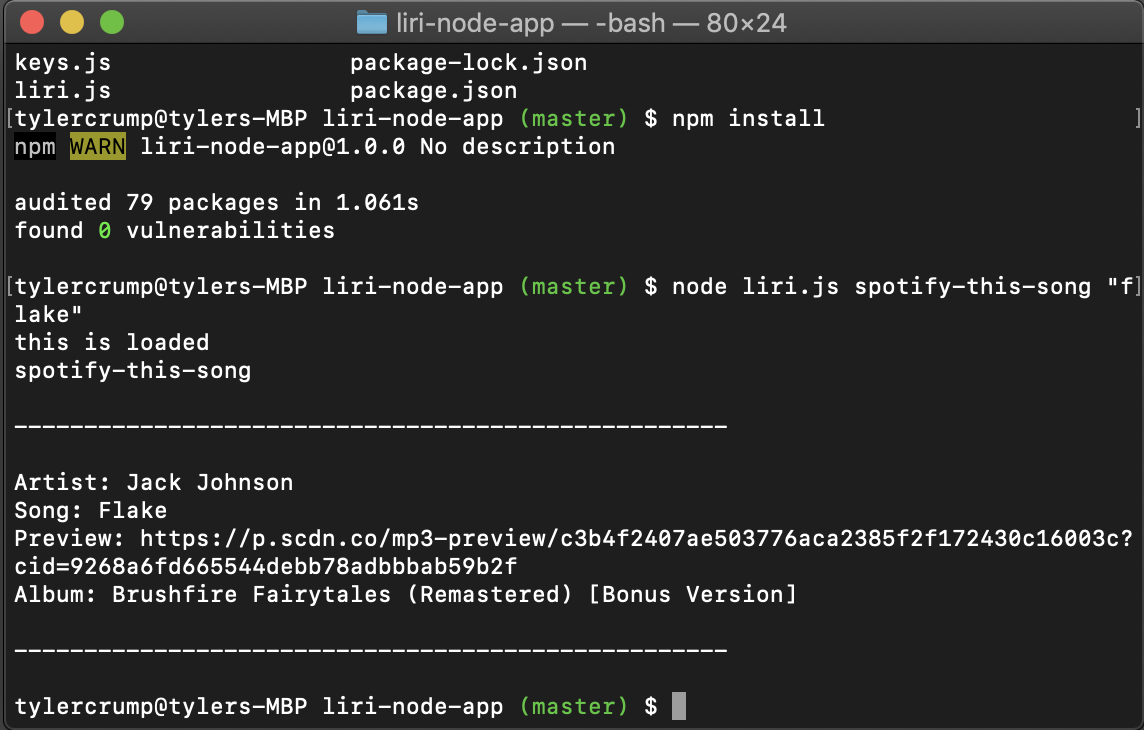 liri-node-app — -bash — 80×24
keys.js package-lock.json
liri.js package.json
[tylercrump@tylers-MBP liri-node-app (master) $ npm install ]
npm WARN liri-node-app@1.0.0 No description
audited 79 packages in 1.061s
found 0 vulnerabilities
[tylercrump@tylers-MBP liri-node-app (master) $ node liri.js spotify-this-song "f]
lake"
this is loaded
spotify-this-song
---------------------------------------------------
Artist: Jack Johnson
Song: Flake
Preview: https://p.scdn.co/mp3-preview/c3b4f2407ae503776aca2385f2f172430c16003c?
cid=9268a6fd665544debb78adbbbab59b2f
Album: Brushfire Fairytales (Remastered) [Bonus Version]
---------------------------------------------------
tylercrump@tylers-MBP liri-node-app (master) $